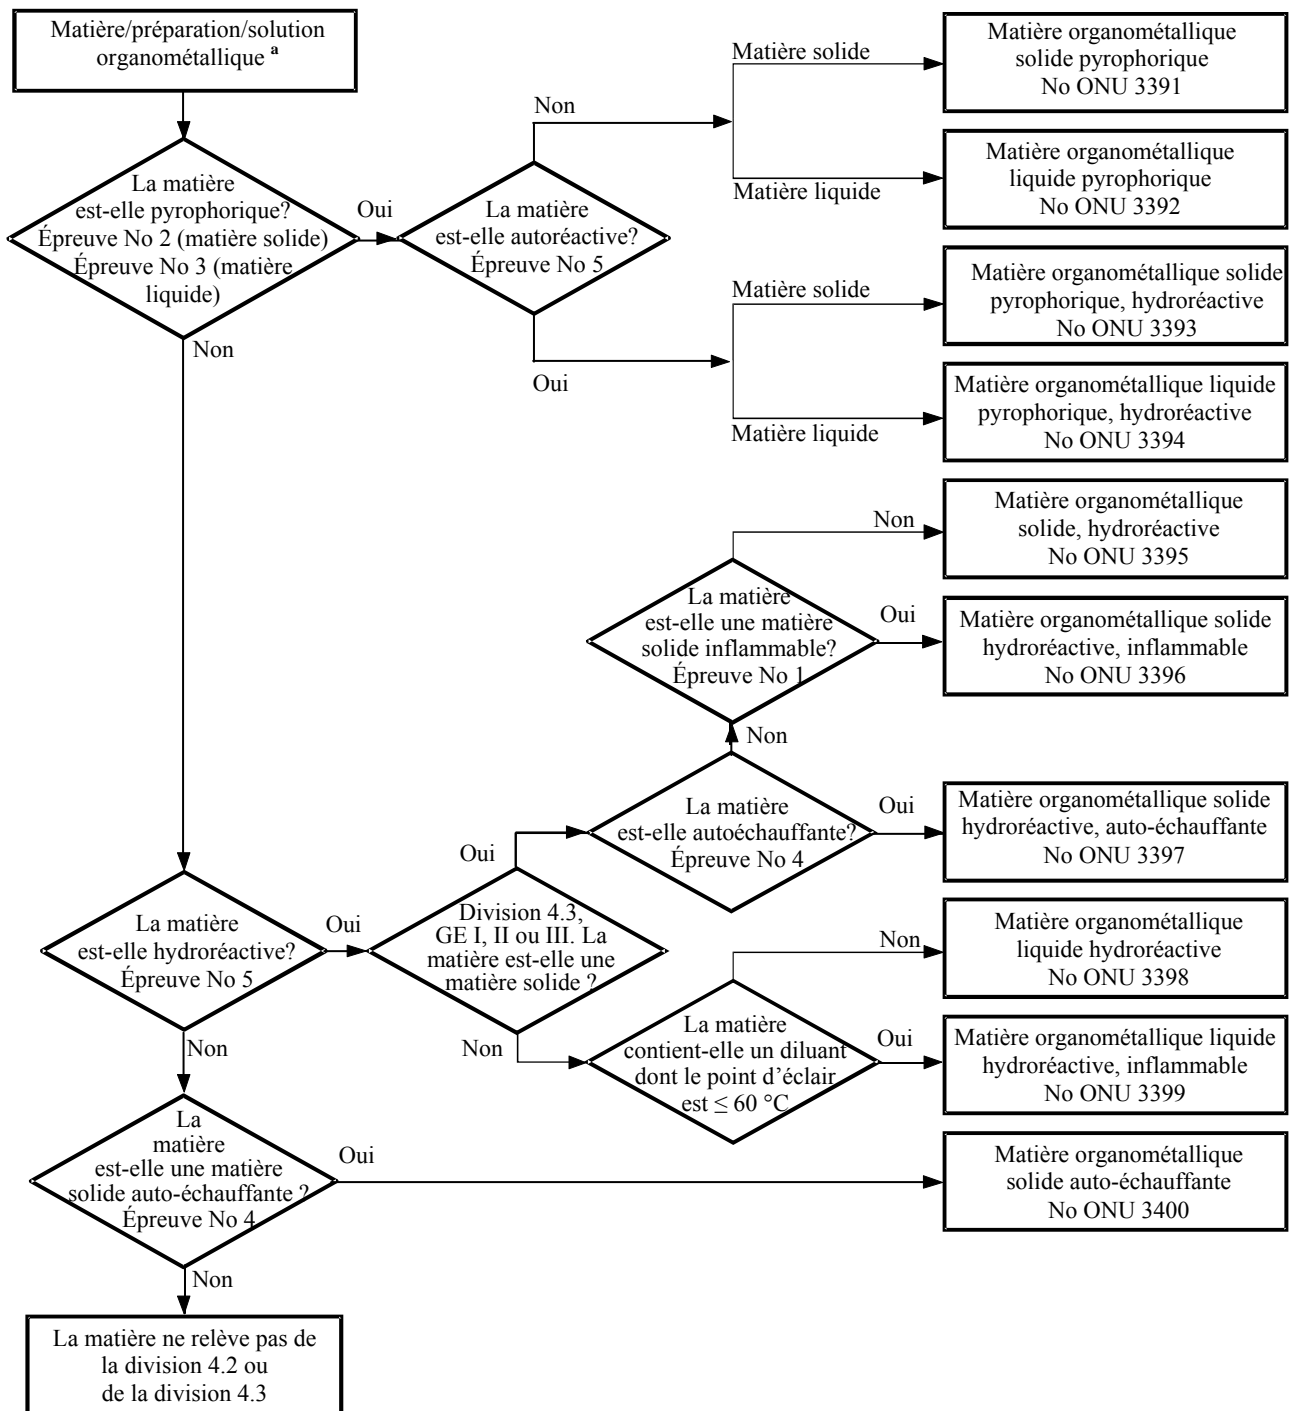 Matière/préparation/solution
organométallique a
La matière
est-elle pyrophorique?
Épreuve No 2 (matière solide)
Épreuve No 3 (matière
liquide)
Oui
Non
La matière
est-elle autoréactive?
Épreuve No 5
Non
Oui
Matière solide
Matière liquide
Matière organométallique
solide pyrophorique
No ONU 3391
Matière organométallique
liquide pyrophorique
No ONU 3392
Matière solide
Matière liquide
Matière organométallique solide
pyrophorique, hydroréactive
No ONU 3393
Matière organométallique liquide
pyrophorique, hydroréactive
No ONU 3394
Non
Matière organométallique
solide, hydroréactive
No ONU 3395
La matière
est-elle une matière
solide inflammable?
Épreuve No 1
Oui
Matière organométallique solide
hydroréactive, inflammable
No ONU 3396
Non
La matière
est-elle autoéchauffante?
Épreuve No 4
Oui
Matière organométallique solide
hydroréactive, auto-échauffante
No ONU 3397
La matière
est-elle hydroréactive?
Épreuve No 5
Oui
Non
Division 4.3,
GE I, II ou III. La
matière est-elle une
matière solide ?
Oui
Non
Non
Matière organométallique
liquide hydroréactive
No ONU 3398
La matière
contient-elle un diluant
dont le point d’éclair
est ≤ 60 °C
Oui
Matière organométallique liquide
hydroréactive, inflammable
No ONU 3399
La
matière
est-elle une matière
solide auto-échauffante ?
Épreuve No 4
Oui
Matière organométallique
solide auto-échauffante
No ONU 3400
Non
La matière ne relève pas de
la division 4.2 ou
de la division 4.3